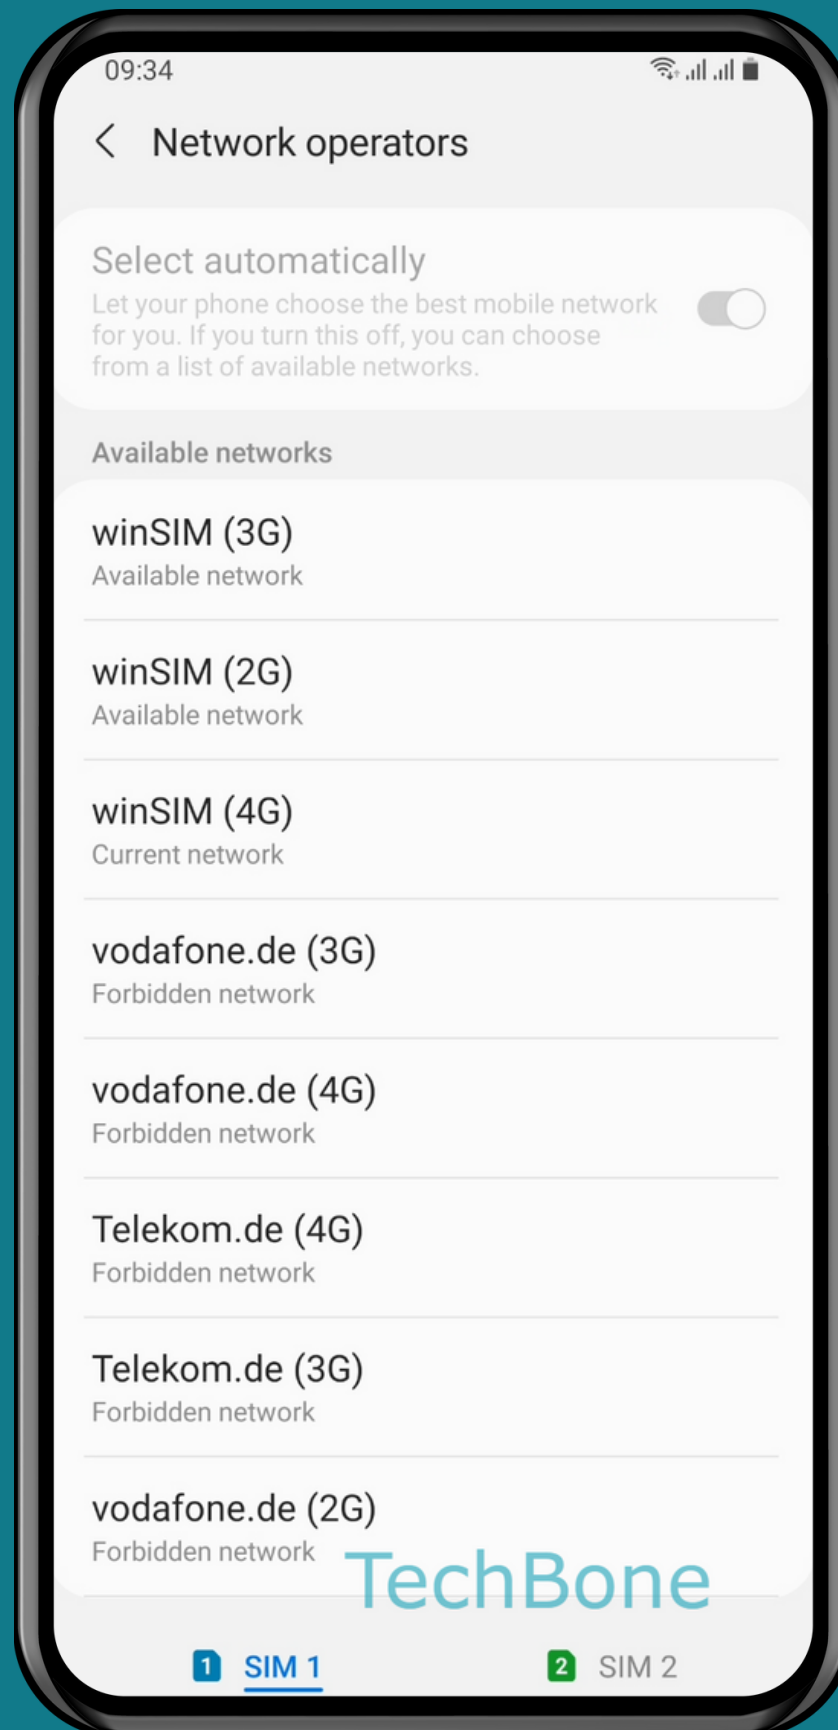 09:34
Network operators
Select automatically
Let your phone choose the best mobile network
for you. If you turn this off, you can choose
from a list of available networks.
Available networks
winSIM (3G)
Available network
winSIM (2G)
Available network
winSIM (4G)
Current network
vodafone.de (3G)
Forbidden network
vodafone.de (4G)
Forbidden network
Telekom.de (4G)
Forbidden network
Telekom.de (3G)
Forbidden network
vodafone.de (2G)
Forbidden network
TechBone
1 SIM 1
2 SIM 2